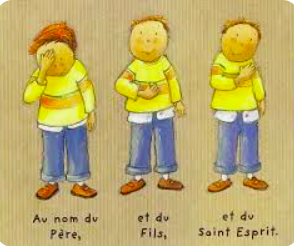 Au nom du
Père,
et du
Fils,
et du
Saint Esprit.